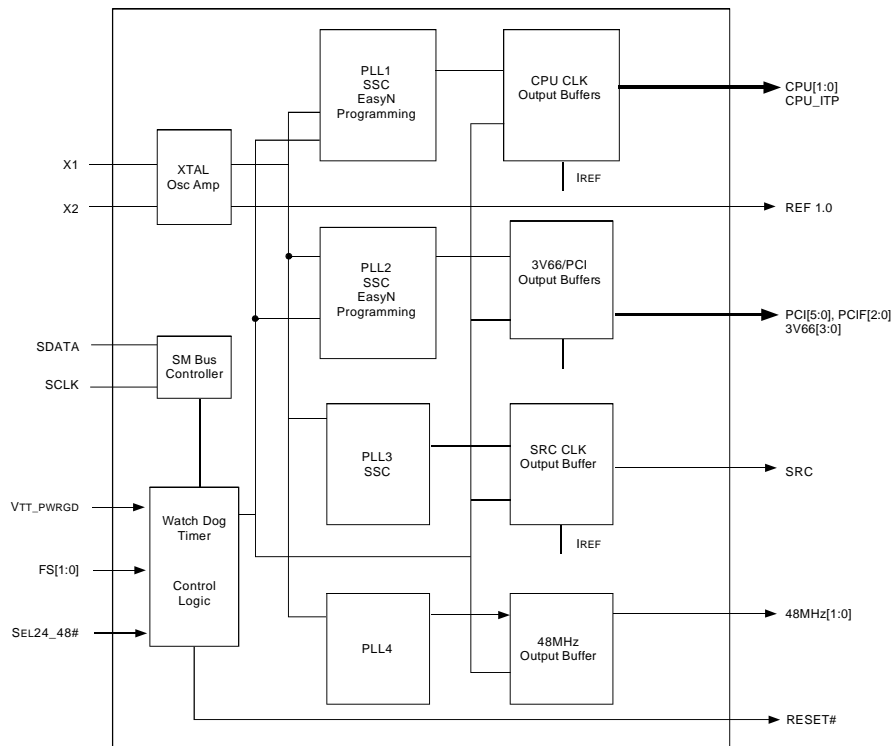 PLL1
SSC
EasyN
Programming
CPU CLK
Output Buffers
CPU[1:0]
CPU_ITP
X1
X2
XTAL
Osc Amp
IREF
REF 1.0
PLL2
SSC
EasyN
Programming
3V66/PCI
Output Buffers
PCI[5:0], PCIF[2:0]
3V66[3:0]
SDATA
SCLK
SM Bus
Controller
PLL3
SSC
SRC CLK
Output Buffer
SRC
IREF
VTT_PWRGD
FS[1:0]
SEL24_48#
Watch Dog
Timer
Control
Logic
PLL4
48MHz
Output Buffer
48MHz[1:0]
RESET#